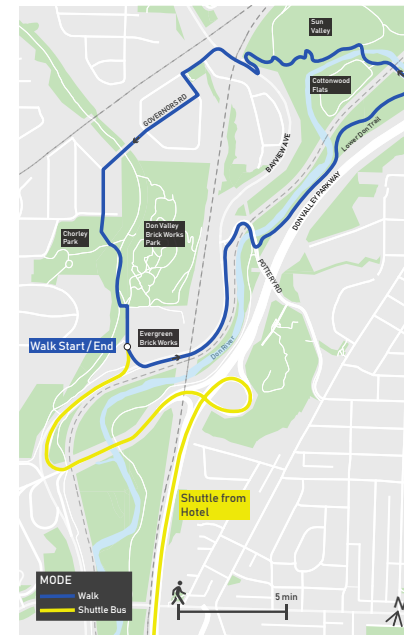 Sun
Valley
Cottonwood
Flats
GOVERNORS RD
BAYVIEW AVE
Lower Don Trail
DON VALLEY PARKWAY
Chorley
Park
Don Valley
Brick Works
Park
POTTERY RD
Evergreen
Brick Works
Walk Start / End
Don River
Shuttle from
Hotel
MODE
Walk
Shuttle Bus
5 min
N